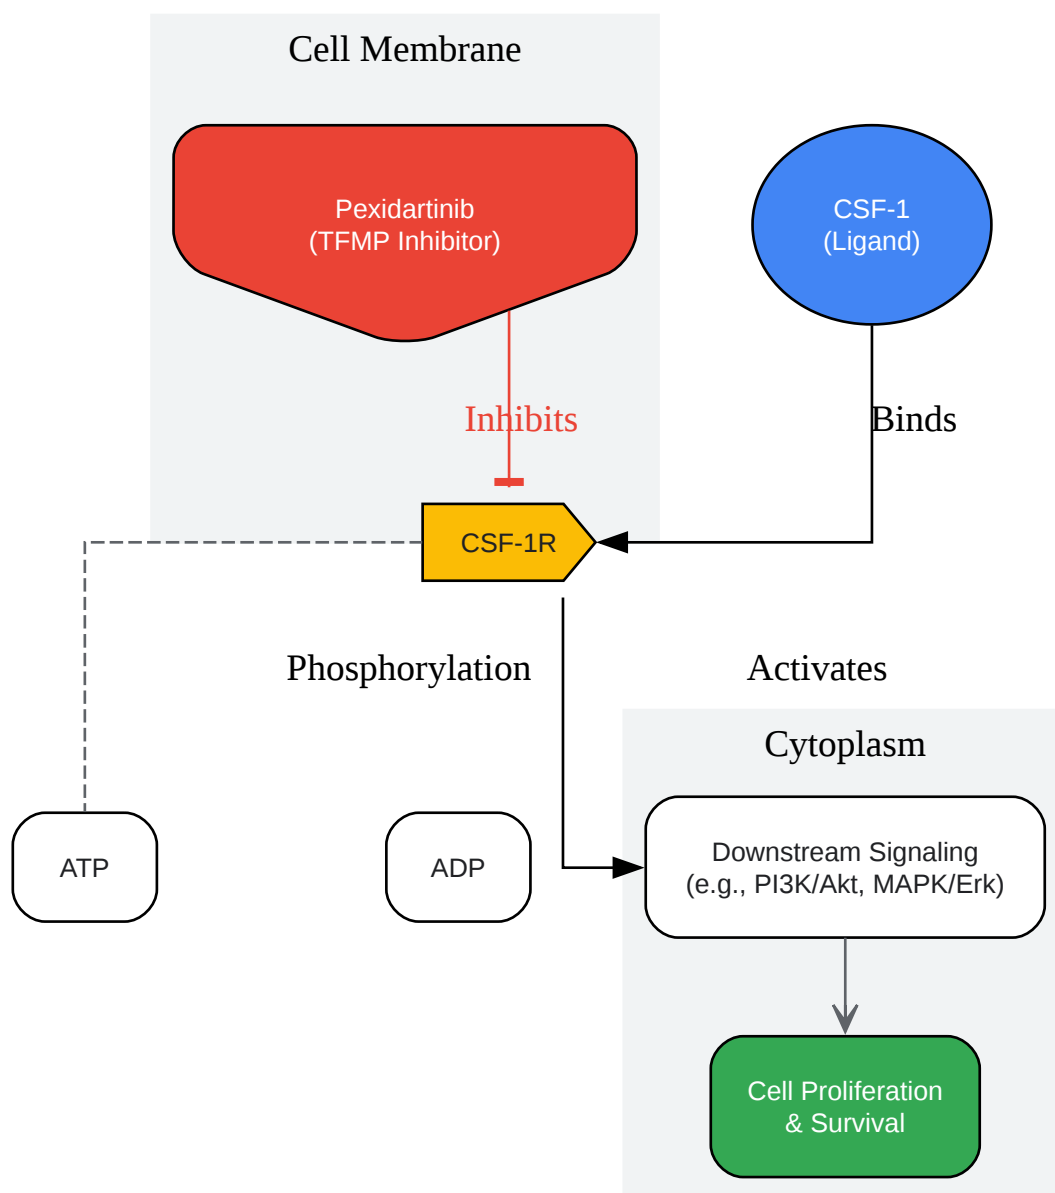 Cell Membrane
Pexidartinib
(TFMP Inhibitor)
CSF-1
(Ligand)
Inhibits
Binds
CSF-1R
Phosphorylation
Activates
Cytoplasm
ATP
ADP
Downstream Signaling
(e.g., PI3K/Akt, MAPK/Erk)
Cell Proliferation
& Survival